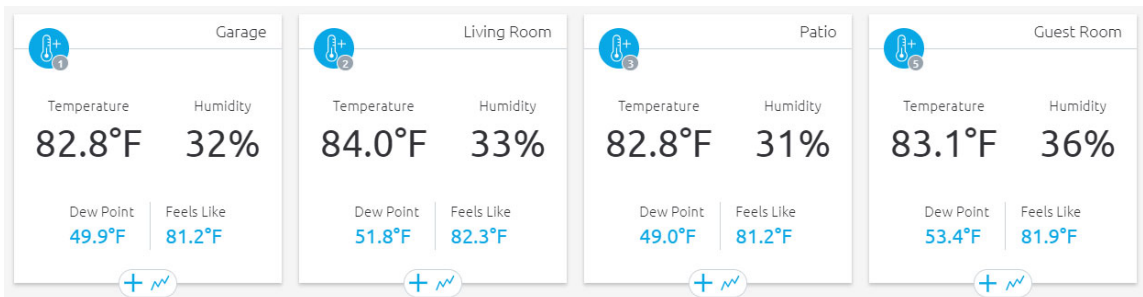 Garage
1
Temperature Humidity
82.8°F 32%
Dew Point Feels Like
49.9°F 81.2°F
Living Room
2
Temperature Humidity
84.0°F 33%
Dew Point Feels Like
51.8°F 82.3°F
Patio
3
Temperature Humidity
82.8°F 31%
Dew Point Feels Like
49.0°F 81.2°F
Guest Room
5
Temperature Humidity
83.1°F 36%
Dew Point Feels Like
53.4°F 81.9°F